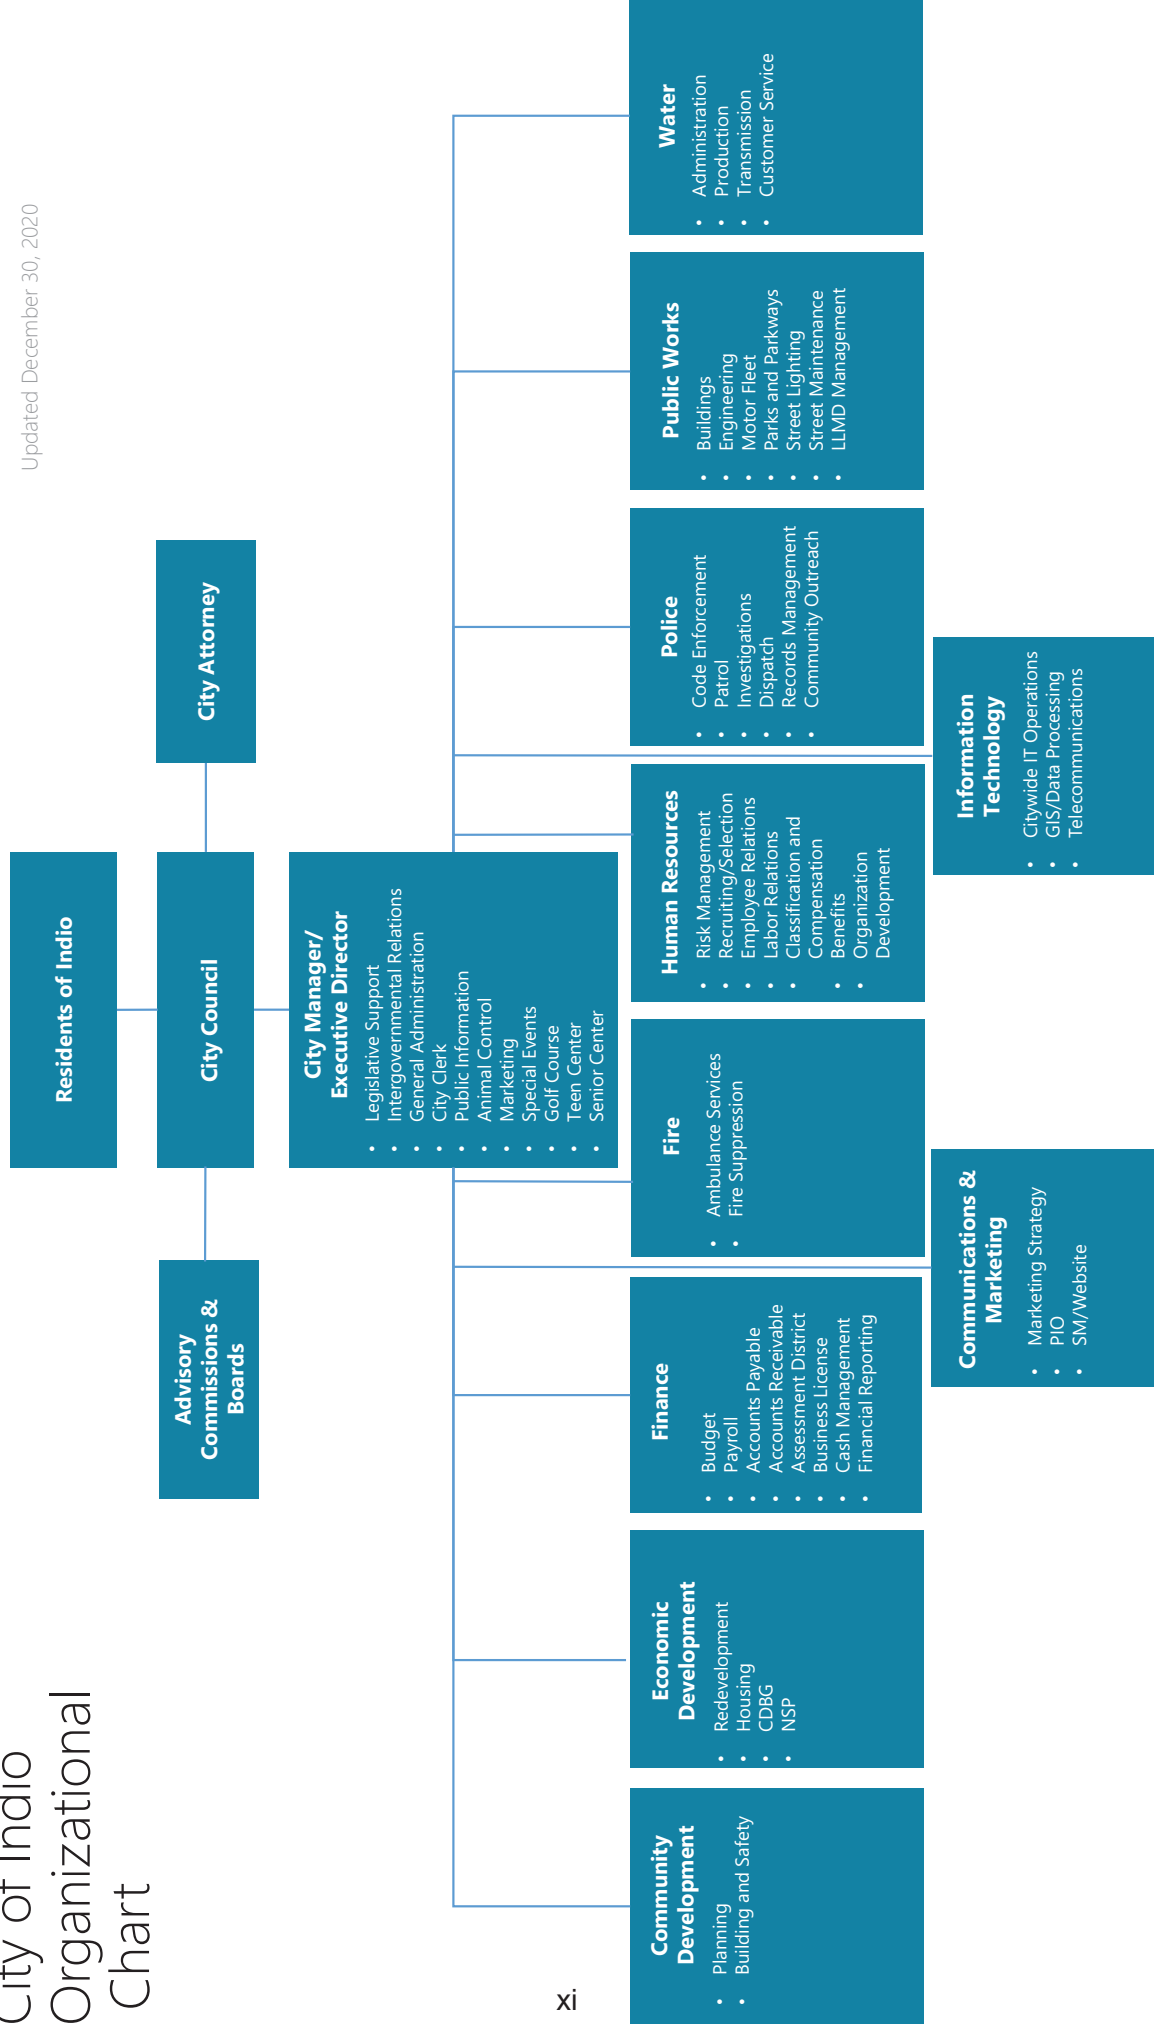 City of Indio
Organizational
Chart
Updated December 30, 2020
Residents of Indio
Advisory
Commissions &
Boards
City Council
City Attorney
City Manager/
Executive Director
• Legislative Support
• Intergovernmental Relations
• General Administration
• City Clerk
• Public Information
• Animal Control
• Marketing
• Special Events
• Golf Course
• Teen Center
• Senior Center
Community
Development
• Planning
• Building and Safety
Economic
Development
• Redevelopment
• Housing
• CDBG
• NSP
Finance
• Budget
• Payroll
• Accounts Payable
• Accounts Receivable
• Assessment District
• Business License
• Cash Management
• Financial Reporting
Fire
• Ambulance Services
• Fire Suppression
Human Resources
• Risk Management
• Recruiting/Selection
• Employee Relations
• Labor Relations
• Classification and
Compensation
• Benefits
• Organization
Development
Police
• Code Enforcement
• Patrol
• Investigations
• Dispatch
• Records Management
• Community Outreach
Public Works
• Buildings
• Engineering
• Motor Fleet
• Parks and Parkways
• Street Lighting
• Street Maintenance
• LLMD Management
Water
• Administration
• Production
• Transmission
• Customer Service
Communications &
Marketing
• Marketing Strategy
• PIO
• SM/Website
Information
Technology
• Citywide IT Operations
• GIS/Data Processing
• Telecommunications
xi